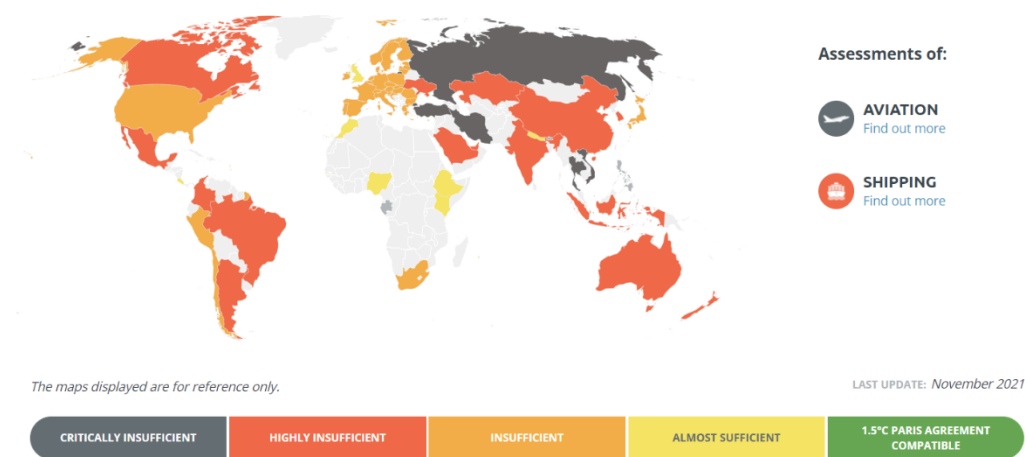 Assessments of:
AVIATION
Find out more
SHIPPING
Find out more
The maps displayed are for reference only.
LAST UPDATE: November 2021
CRITICALLY INSUFFICIENT
HIGHLY INSUFFICIENT
INSUFFICIENT
ALMOST SUFFICIENT
1.5°C PARIS AGREEMENT
COMPATIBLE